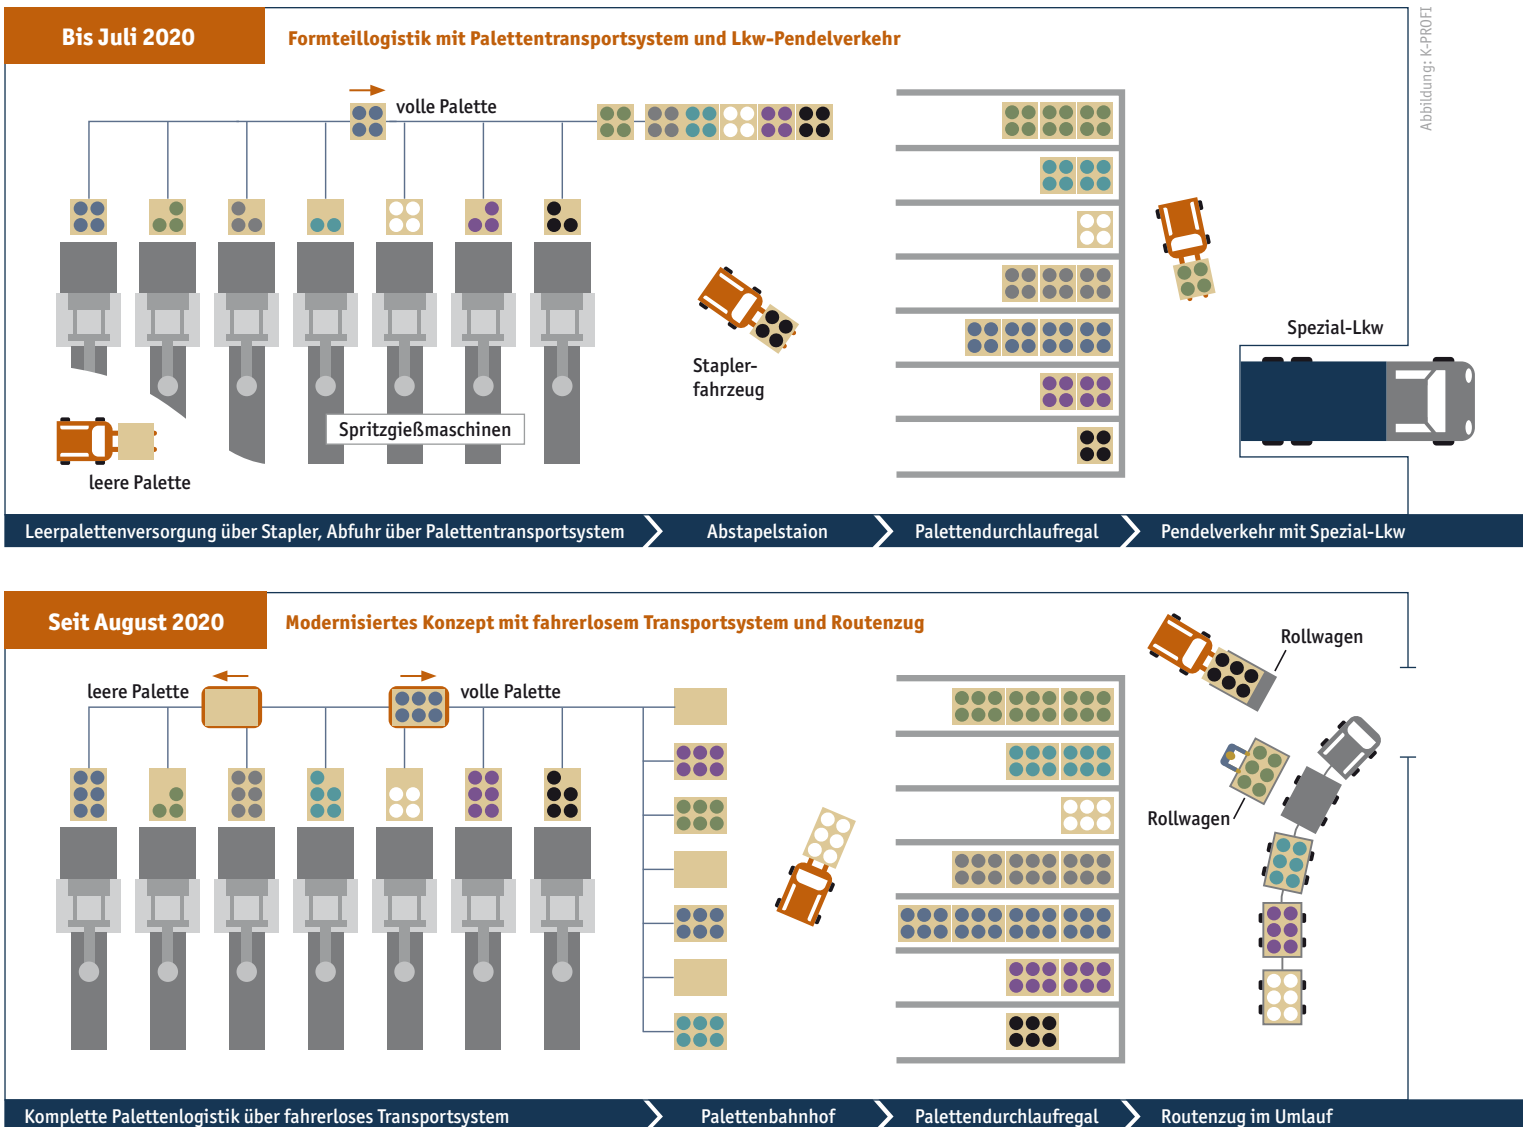 Bis Juli 2020
Formteillogistik mit Palettentransportsystem und Lkw-Pendelverkehr
Abbildung: K-PROFI
volle Palette
Spezial-Lkw
Stapler-
fahrzeug
Spritzgießmaschinen
leere Palette
Leerpalettenversorgung über Stapler, Abfuhr über Palettentransportsystem
Abstapelstaion
Palettendurchlaufregal
Pendelverkehr mit Spezial-Lkw
Seit August 2020
Modernisiertes Konzept mit fahrerlosem Transportsystem und Routenzug
Rollwagen
leere Palette
volle Palette
Rollwagen
Komplette Palettenlogistik über fahrerloses Transportsystem
Palettenbahnhof
Palettendurchlaufregal
Routenzug im Umlauf